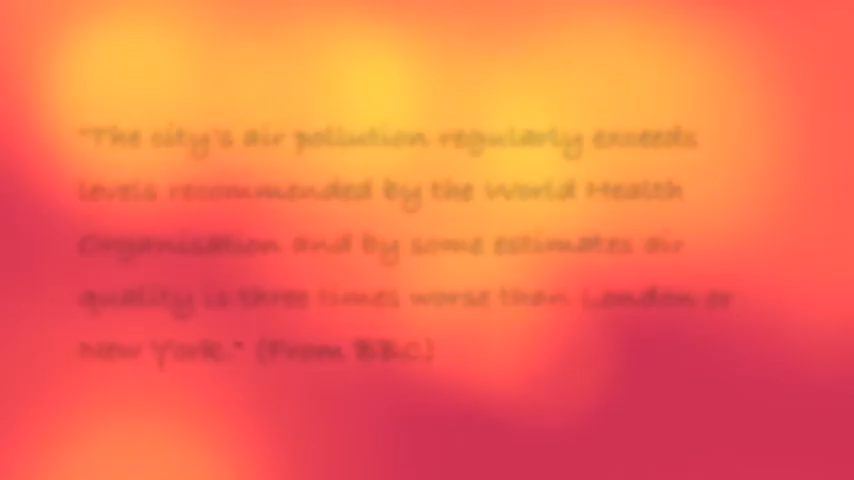 "The city's air pollution regularly exceeds
levels recommended by the World Health
Organisation and by some estimates air
quality is three times worse than London or
New York." (From BBC)